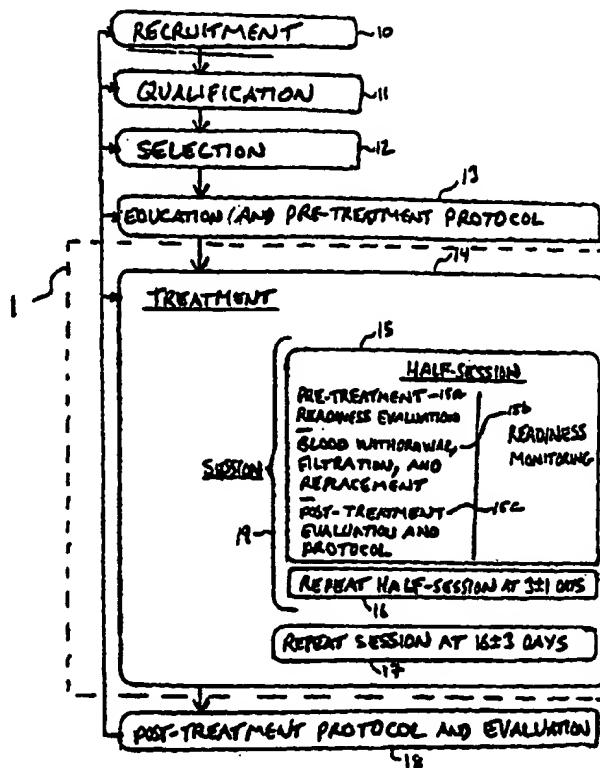 RECRUITMENT 10
QUALIFICATION 11
SELECTION 12
13
EDUCATION (AND PRE-TREATMENT PROTOCOL
14
1
TREATMENT
15
HALF-SESSION
PRE-TREATMENT 15a
READINESS EVALUATION
15b
BLOOD WITHDRAWAL,
FILTRATION, AND
REPLACEMENT
READINESS
MONITORING
SESSION
POST-TREATMENT 15c
EVALUATION AND
PROTOCOL
19
REPEAT HALF-SESSION AT 3±1 DAYS
16
REPEAT SESSION AT 16±3 DAYS
17
POST-TREATMENT PROTOCOL AND EVALUATION
18